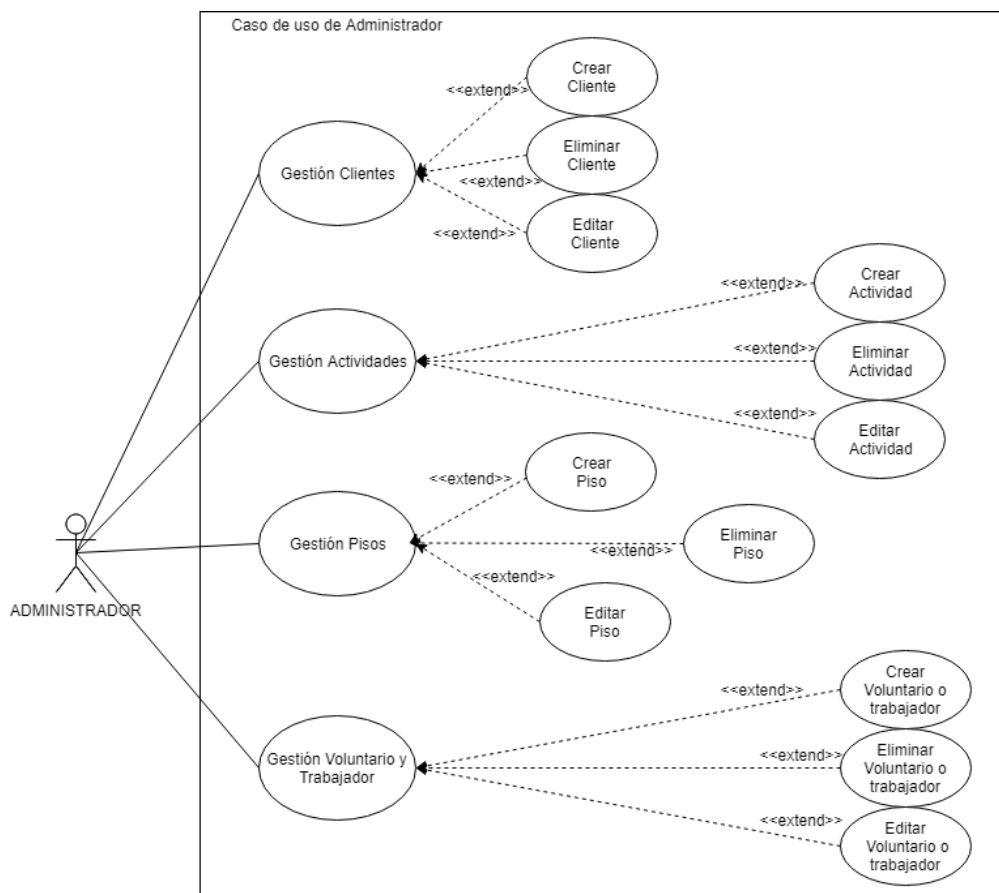 Caso de uso de Administrador
Crear
Cliente
<<extend>>
Eliminar
Cliente
Gestión Clientes
<<extend>>
Editar
Cliente
<<extend>>
Crear
Actividad
<<extend>>
Gestión Actividades
<<extend>>
Eliminar
Actividad
<<extend>>
Editar
Actividad
Crear
Piso
<<extend>>
Gestión Pisos
Eliminar
Piso
<<extend>>
<<extend>>
Editar
Piso
ADMINISTRADOR
Crear
Voluntario o
trabajador
<<extend>>
Gestión Voluntario y
Trabajador
<<extend>>
Eliminar
Voluntario o
trabajador
<<extend>>
Editar
Voluntario o
trabajador